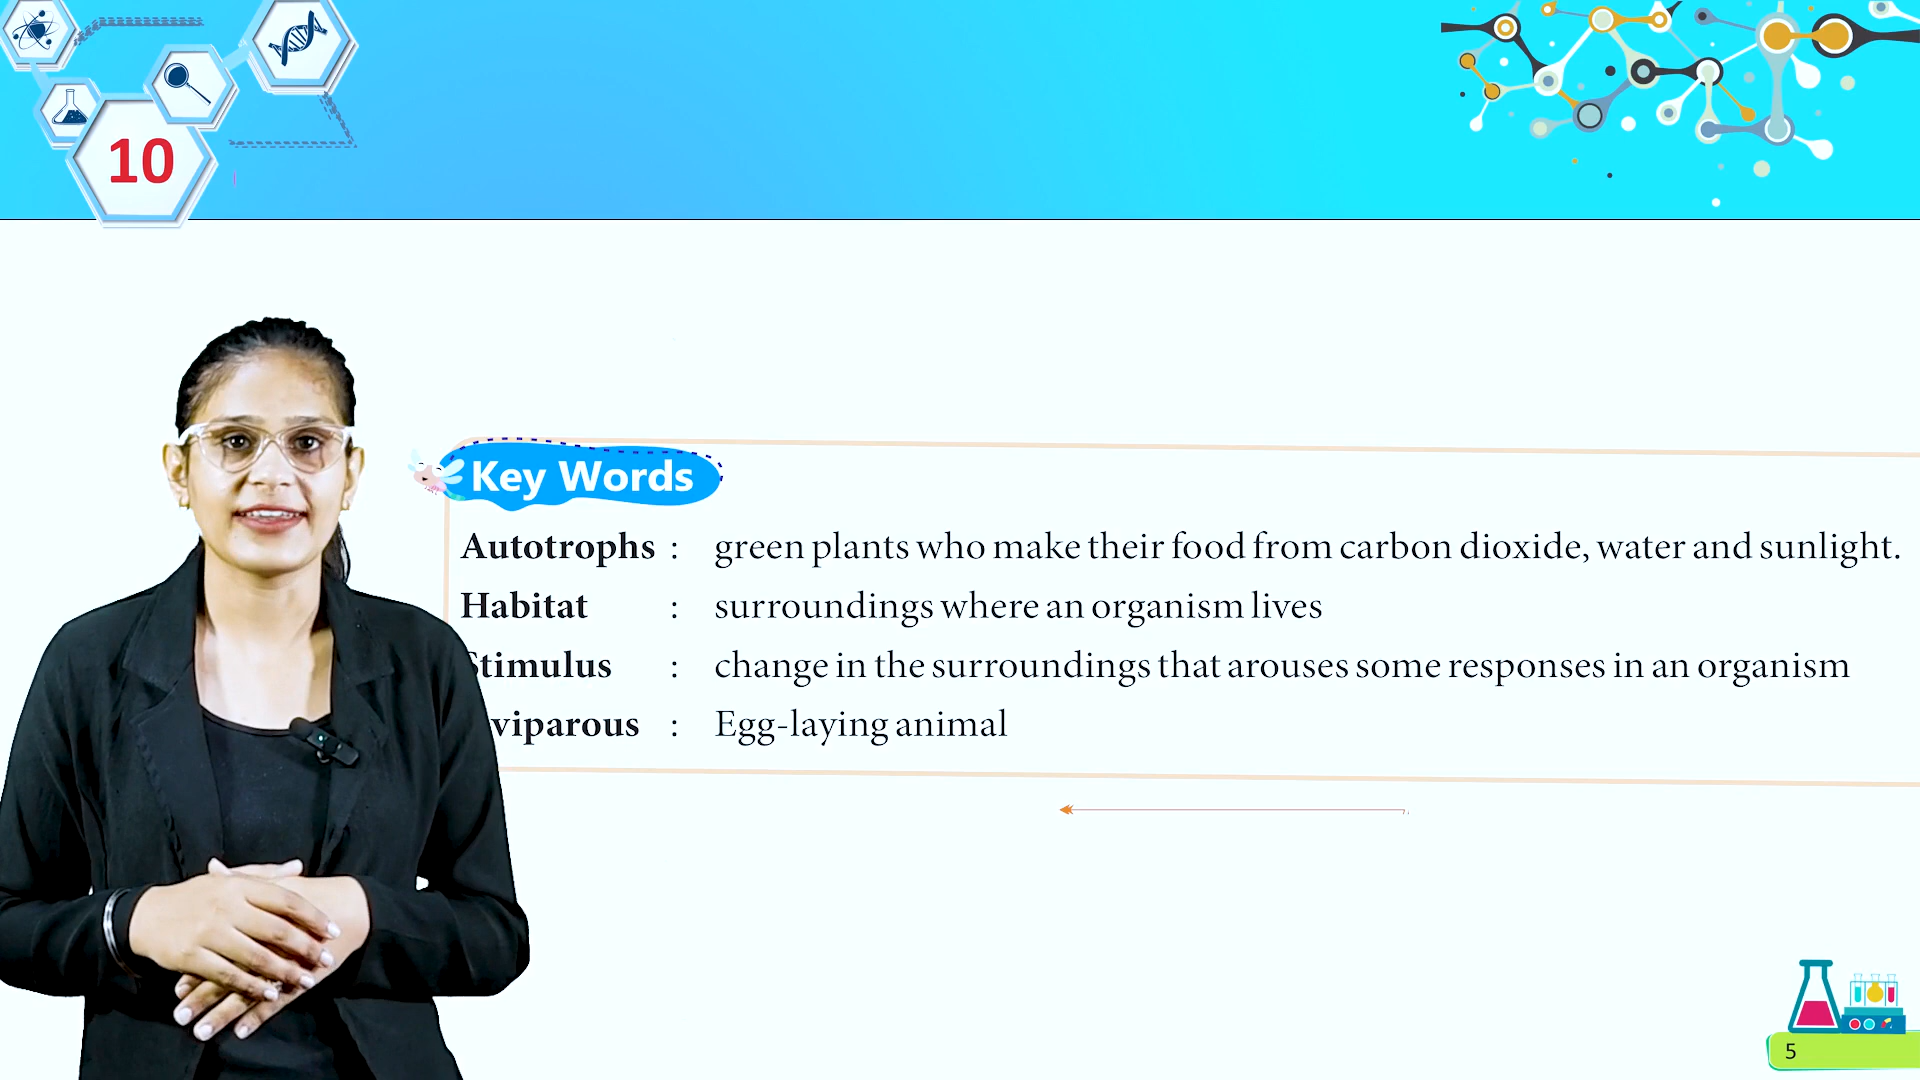 10
Key Words
Autotrophs : green plants who make their food from carbon dioxide, water and sunlight.
Habitat : surroundings where an organism lives
Stimulus : change in the surroundings that arouses some responses in an organism
viparous : Egg-laying animal
5